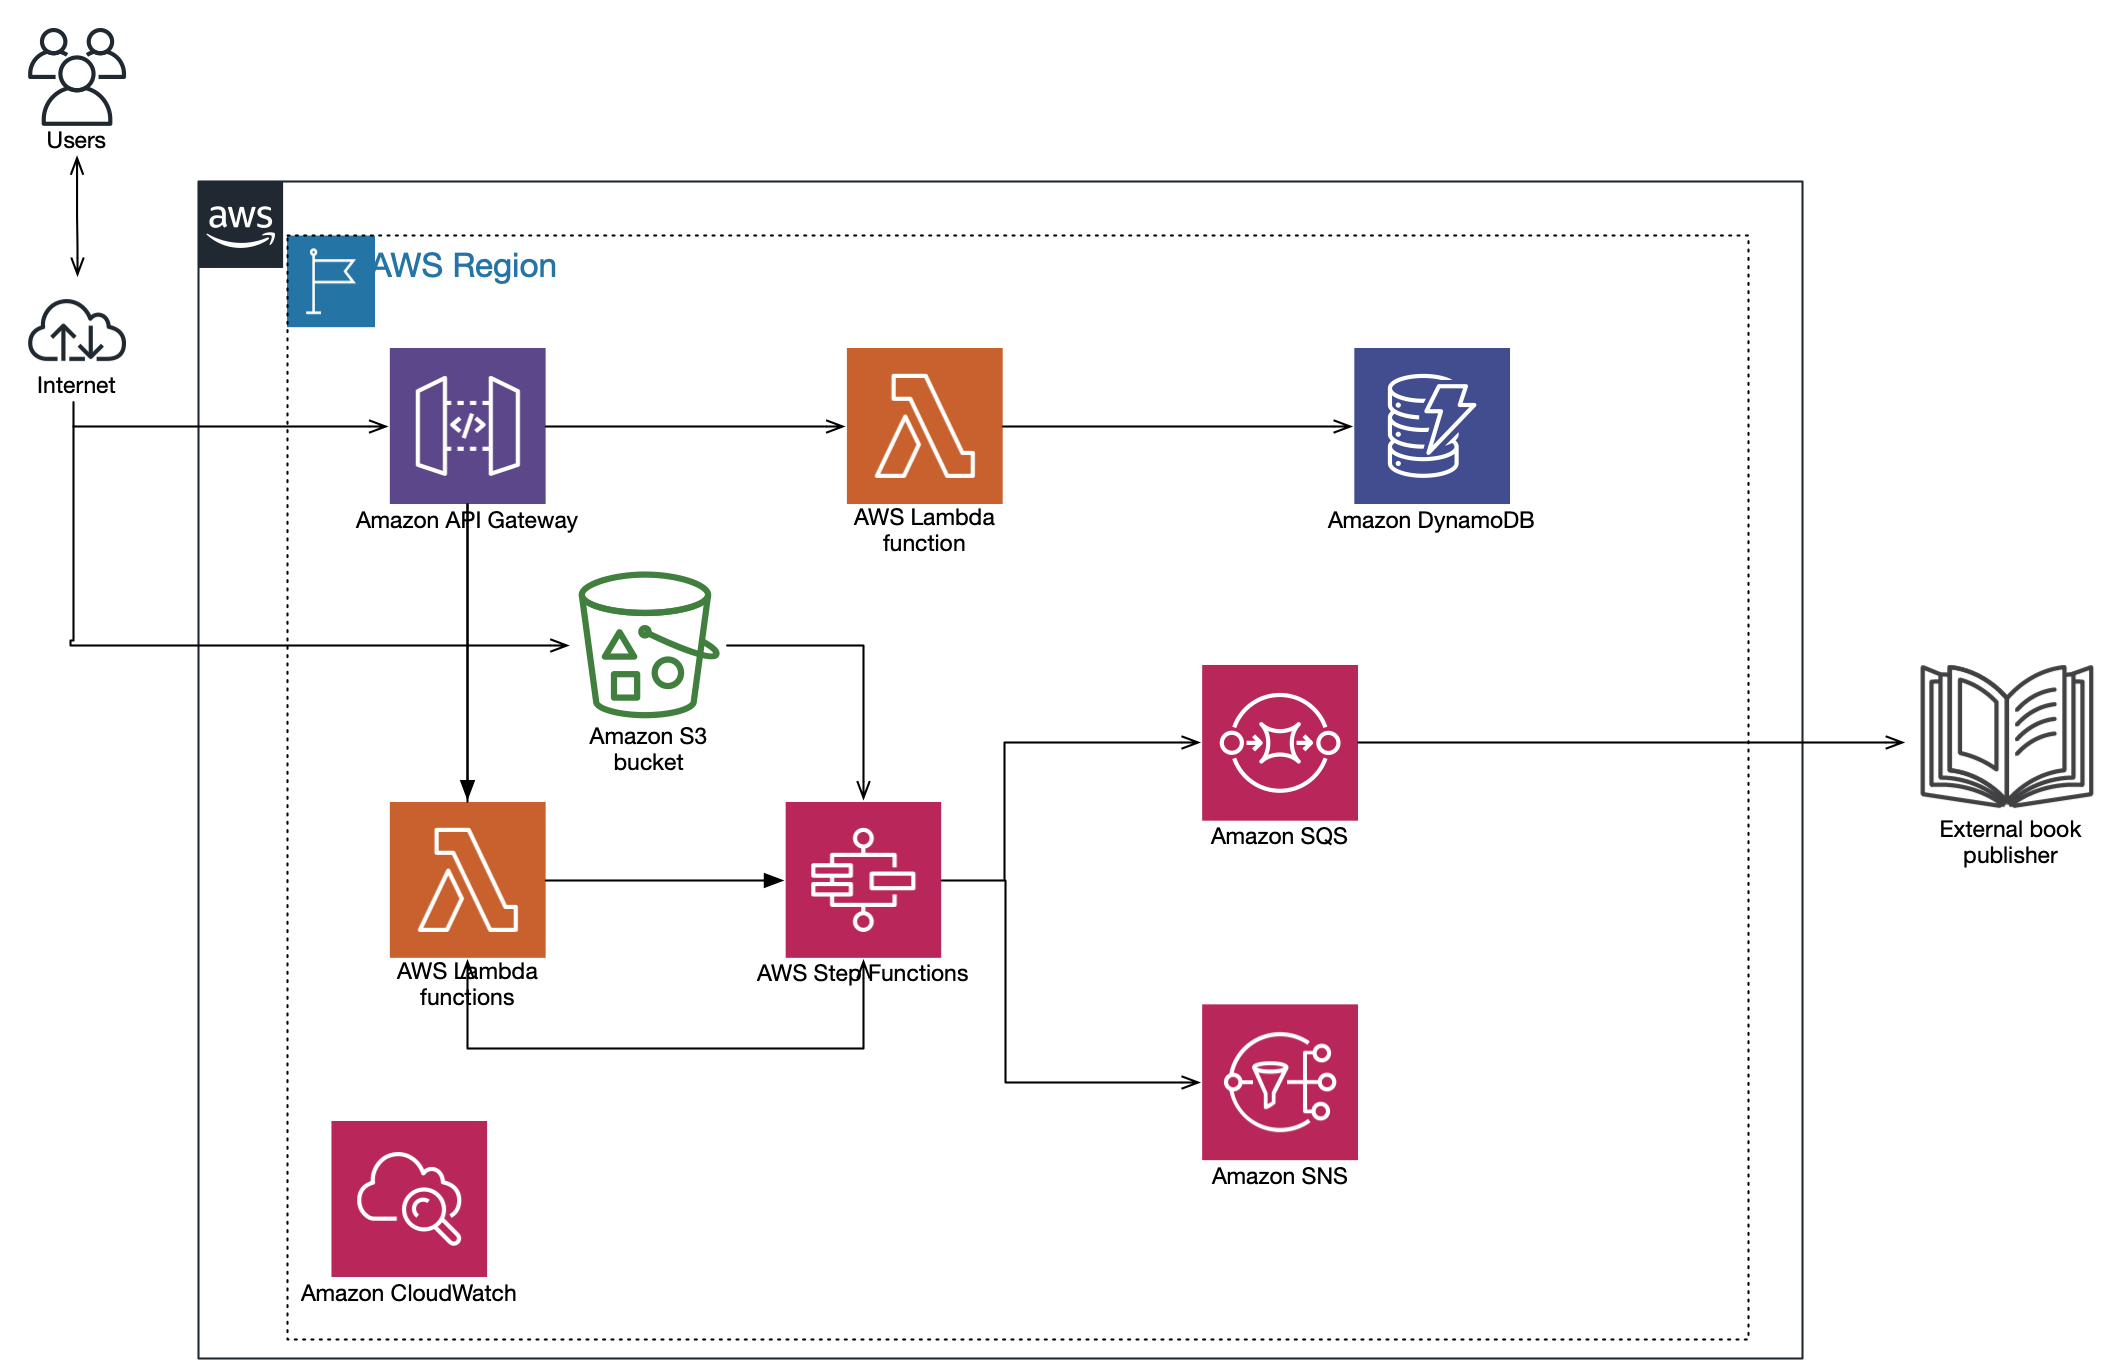 Users
aws
AWS Region
Internet
</>
Amazon API Gateway
AWS Lambda
function
Amazon DynamoDB
Amazon S3
bucket
Amazon SQS
External book
publisher
AWS Lambda
functions
AWS Step Functions
Amazon SNS
Amazon CloudWatch